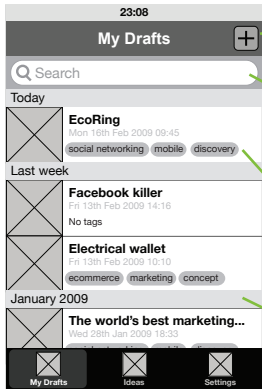 23:08
My Drafts
Search
Today
EcoRing
Mon 16th Feb 2009 09:45
social networking mobile discovery
Last week
Facebook killer
Fri 13th Feb 2009 14:16
No tags
Electrical wallet
Fri 13th Feb 2009 10:10
ecommerce marketing concept
January 2009
The world's best marketing...
Wed 28th Jan 2009 18:33
My Drafts Ideas Settings